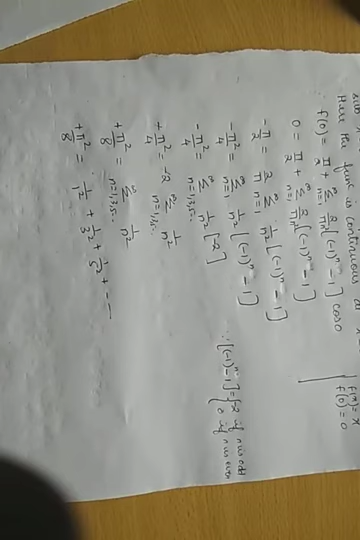 Here the func is continuous at x =
f(0) = π/2 + Σ_{n=1}^{∞} 2/πn² [(-1)^n - 1] cos0
f(x) = x
f(0) = 0
0 = π/2 + Σ_{n=1}^{∞} 2/πn² [(-1)^n - 1]
-π/2 = 2/π Σ_{n=1}^{∞} 1/n² [(-1)^n - 1]
-π²/4 = Σ_{n=1}^{∞} 1/n² [(-1)^n - 1]
∵ [(-1)^n - 1] = { -2 if n is odd
0 if n is even
-π²/4 = Σ_{n=1,3,5..}^{∞} 1/n² [-2]
+π²/4 = -2 Σ_{n=1,3,5..}^{∞} 1/n²
+π²/8 = Σ_{n=1,3,5..}^{∞} 1/n²
+π²/8 = 1/1² + 1/3² + 1/5² + ---